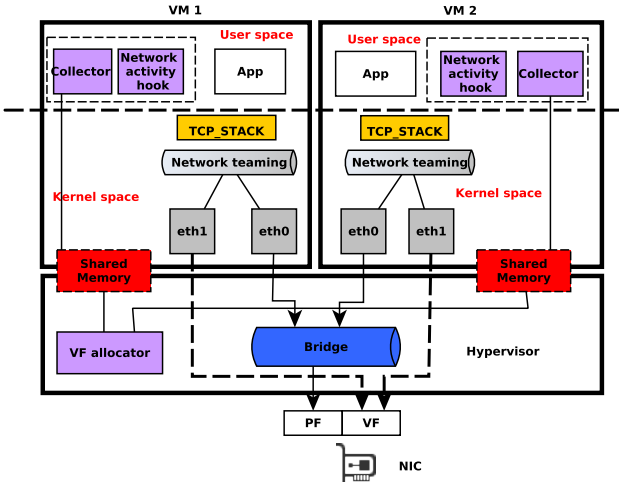 VM 1
VM 2
User space
User space
Collector
Network
activity
hook
App
App
Network
activity
hook
Collector
TCP_STACK
TCP_STACK
Network teaming
Network teaming
Kernel space
Kernel space
eth1
eth0
eth0
eth1
Shared
Memory
Shared
Memory
VF allocator
Bridge
Hypervisor
PF
VF
NIC